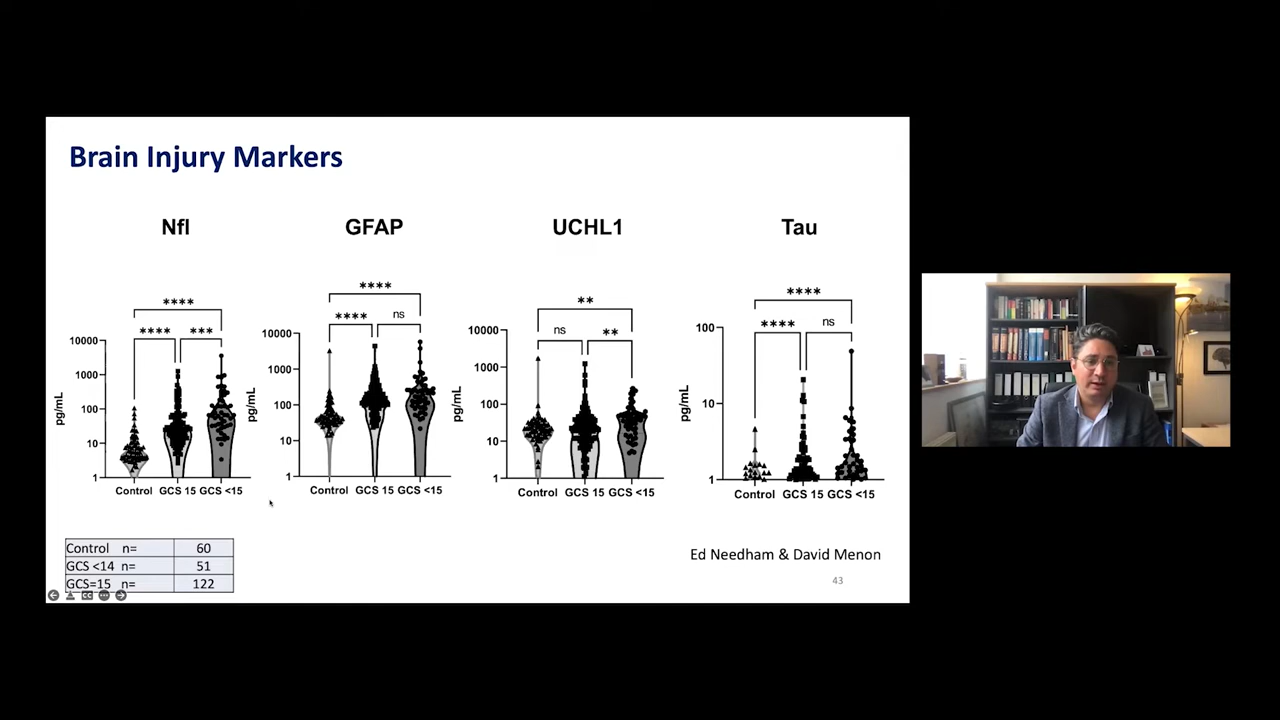 Brain Injury Markers
Nfl
GFAP
UCHL1
Tau
****
****
***
pg/mL
10000
1000
100
10
1
Control
GCS 15
GCS <15
****
****
ns
pg/mL
10000
1000
100
10
1
Control
GCS 15
GCS <15
**
ns
**
pg/mL
10000
1000
100
10
1
Control
GCS 15
GCS <15
****
****
ns
pg/mL
100
10
1
Control
GCS 15
GCS <15
Control n= 60
GCS <14 n= 51
GCS=15 n= 122
Ed Needham & David Menon
43